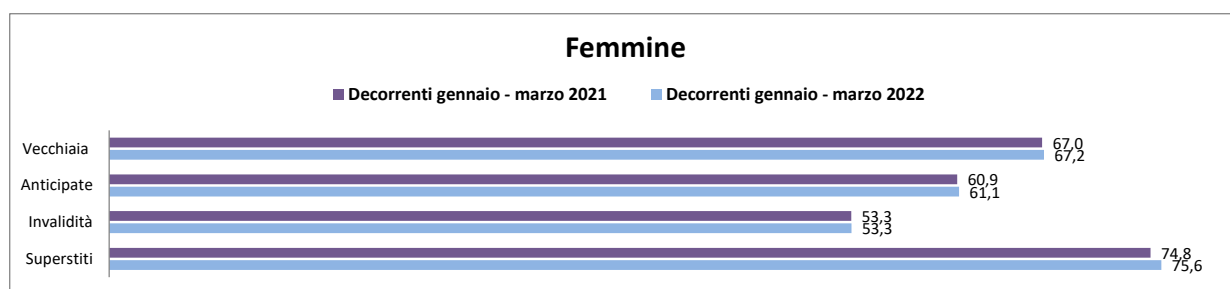 Femmine
Decorrenti gennaio - marzo 2021 Decorrenti gennaio - marzo 2022
Vecchiaia 67,0
67,2
Anticipate 60,9
61,1
Invalidità 53,3
53,3
Superstiti 74,8
75,6